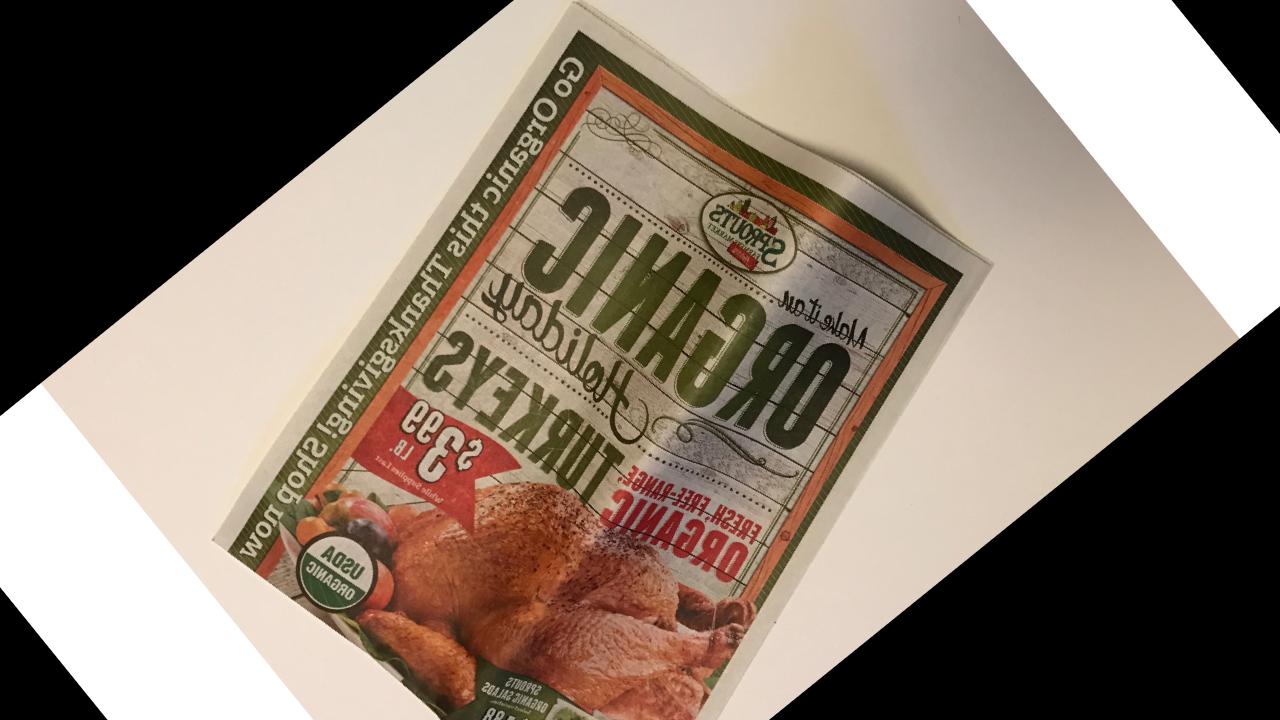 Go Organic this Thanksgiving! Shop now
SPROUTS
FARMERS MARKET
Make it an
ORGANIC
Holiday
TURKEYS
$3.99
LB.
While Supplies Last
FRESH, FREE-RANGE,
ORGANIC
USDA
ORGANIC
SPROUTS
ORGANIC SALADS